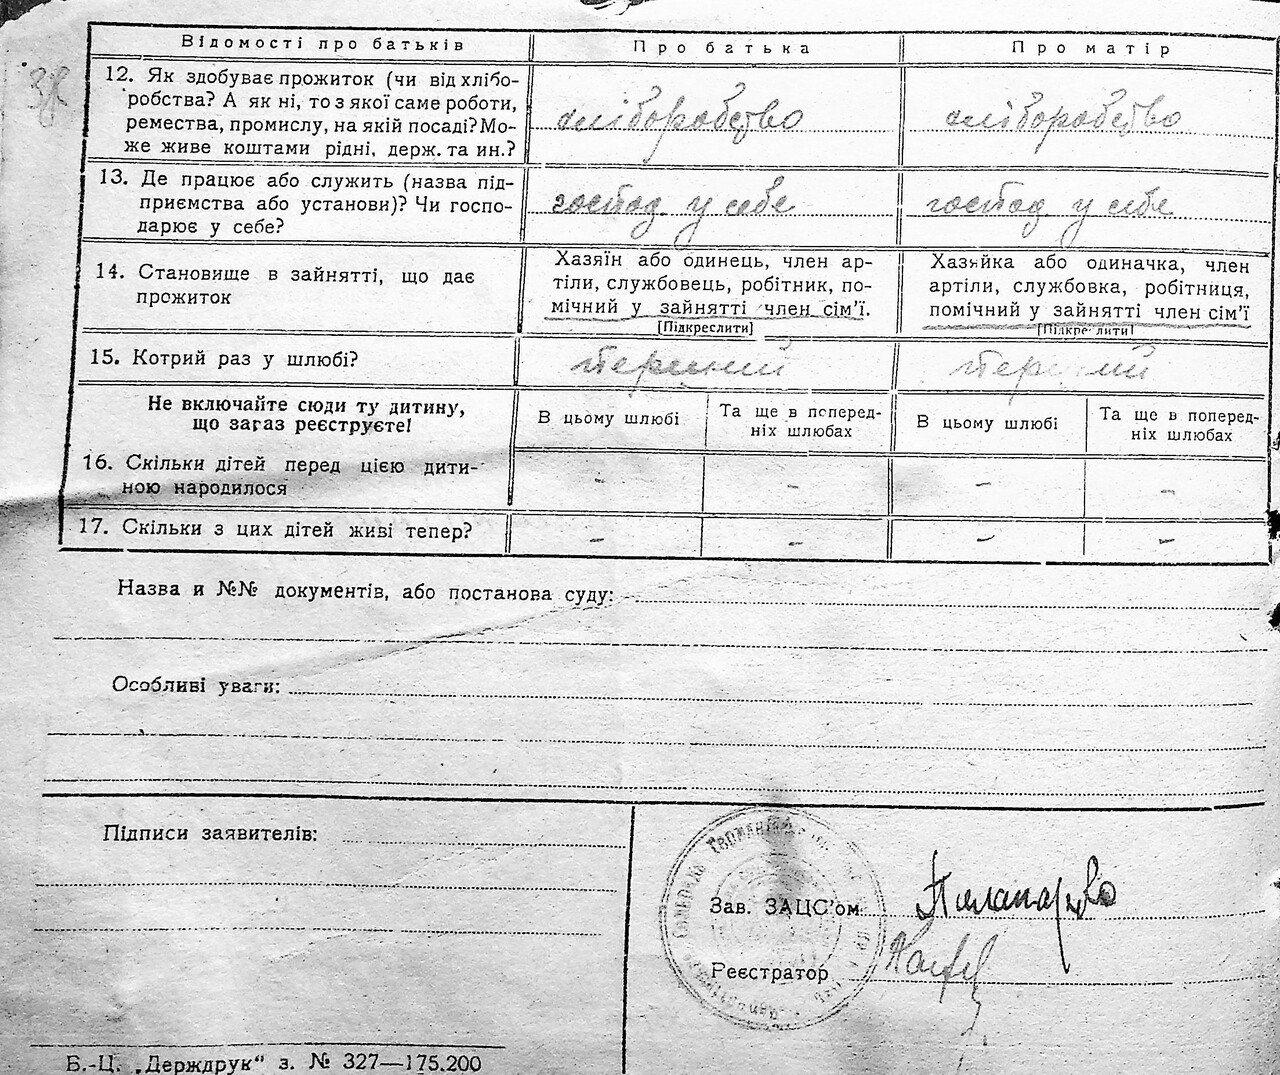 Відомості про батьків
Про батька
Про матір
12. Як здобуває прожиток (чи від хлібо-
робства? А як ні, то з якої саме роботи,
ремества, промислу, на якій посаді? Мо-
же живе коштами рідні, держ. та ин.?
хліборобство
хліборобство
13. Де працює або служить (назва під-
приємства або установи)? Чи госпо-
дарює у себе?
господ. у себе
господ у себе
14. Становище в зайнятті, що дає
прожиток
Хазяїн або одинець, член ар-
тіли, службовець, робітник, по-
мічний у зайнятті член сім'ї.
[Підкреслити]
Хазяйка або одиначка, член
артіли, службовка, робітниця,
помічний у зайнятті член сім'ї
[Підкреслити]
15. Котрий раз у шлюбі?
перший
перший
Не включайте сюди ту дитину,
що загаз реєструєте!
В цьому шлюбі
Та ще в поперед-
ніх шлюбах
В цьому шлюбі
Та ще в поперед-
ніх шлюбах
16. Скільки дітей перед цією дити-
ною народилося
- - - -
17. Скільки з цих дітей живі тепер?
- - - -
Назва и №№ документів, або постанова суду:
Особливі уваги:
Підписи заявителів:
Зав. ЗАЦС'ом
Реєстратор
Б.-Ц. „Держдрук" з. № 327—175.200